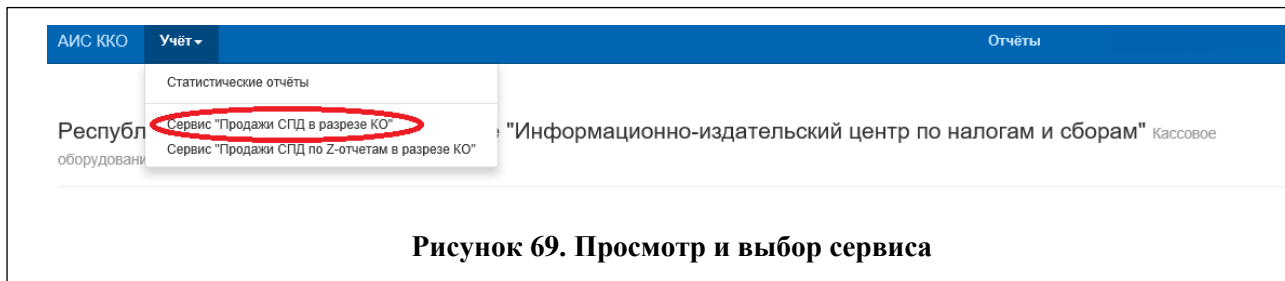 АИС ККО Учёт Отчёты
Статистические отчёты
Сервис "Продажи СПД в разрезе КО"
Сервис "Продажи СПД по Z-отчетам в разрезе КО"
Республ "Информационно-издательский центр по налогам и сборам" Кассовое
оборудовани
Рисунок 69. Просмотр и выбор сервиса